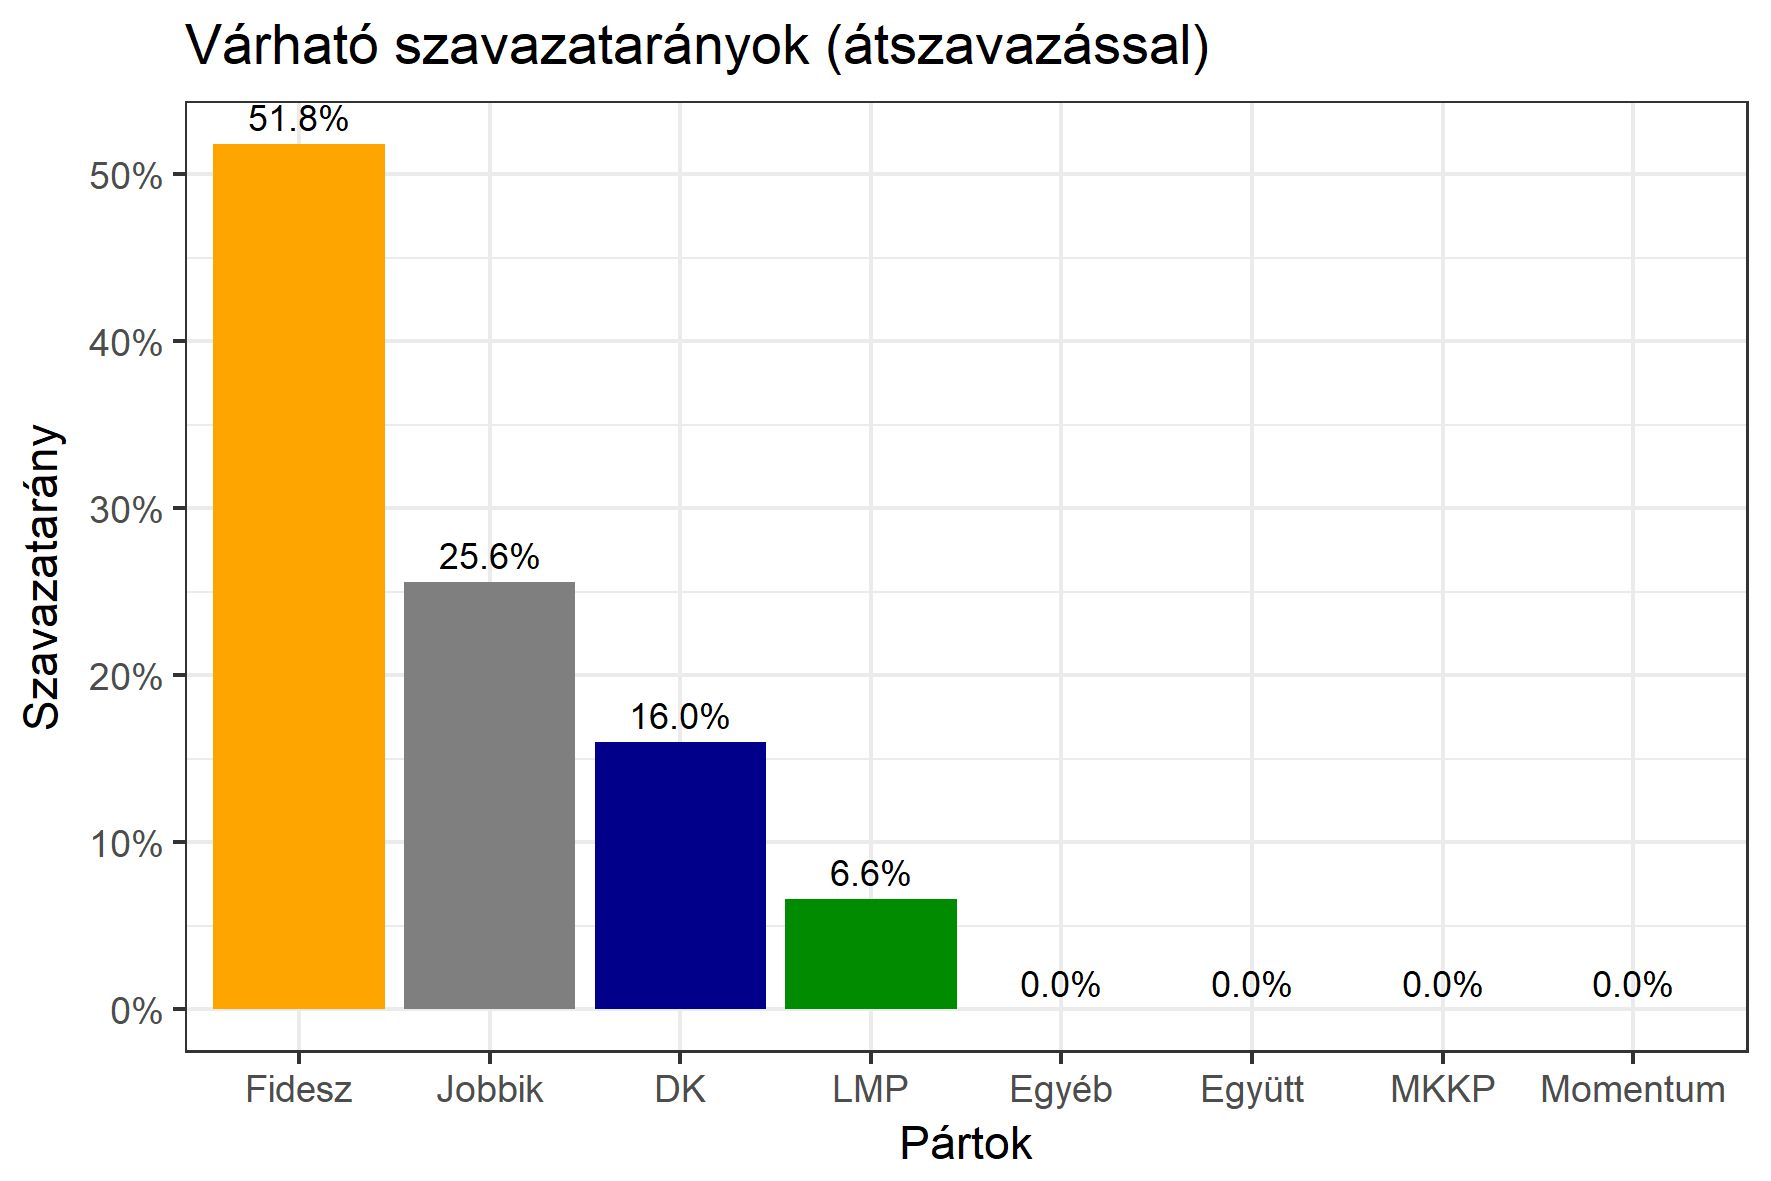 Várható szavazatarányok (átszavazással)
51.8%
50%
40%
30%
25.6%
20%
16.0%
10%
6.6%
0.0% 0.0% 0.0% 0.0%
0%
Szavazatarány
Fidesz Jobbik DK LMP Egyéb Együtt MKKP Momentum
Pártok